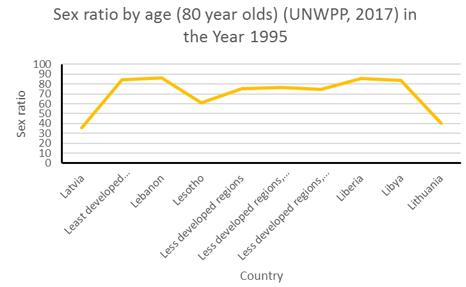 Sex ratio by age (80 year olds) (UNWPP, 2017) in
the Year 1995
100
90
80
70
60
50
40
30
20
10
0
Sex ratio
Latvia
Least developed...
Lebanon
Lesotho
Less developed regions
Less developed regions,...
Less developed regions,...
Liberia
Libya
Lithuania
Country